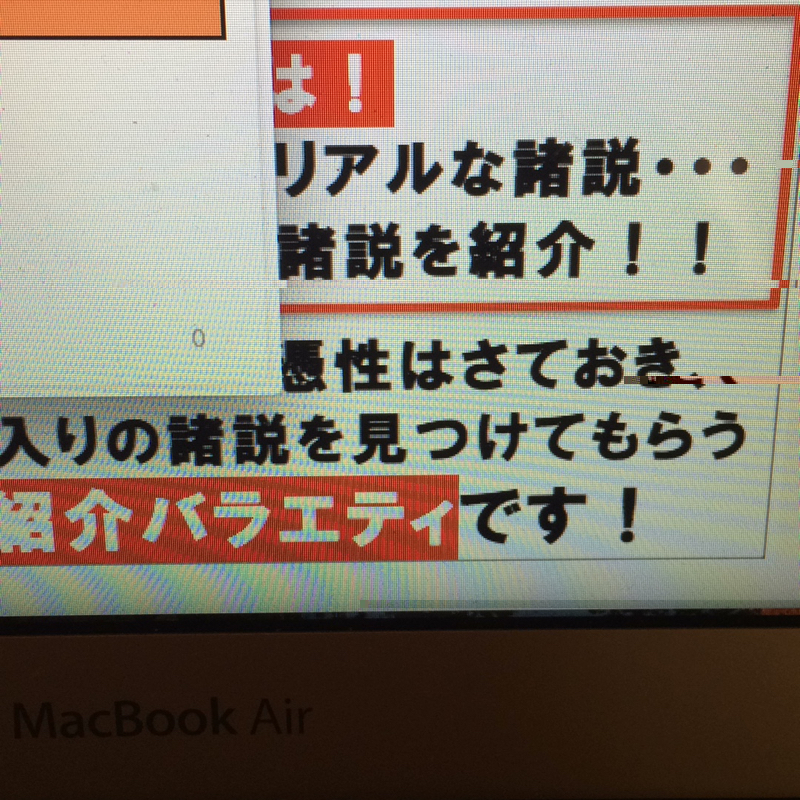 は！
リアルな諸説・・・
諸説を紹介！！
0
憑性はさておき、
入りの諸説を見つけてもらう
紹介バラエティです！
MacBook Air